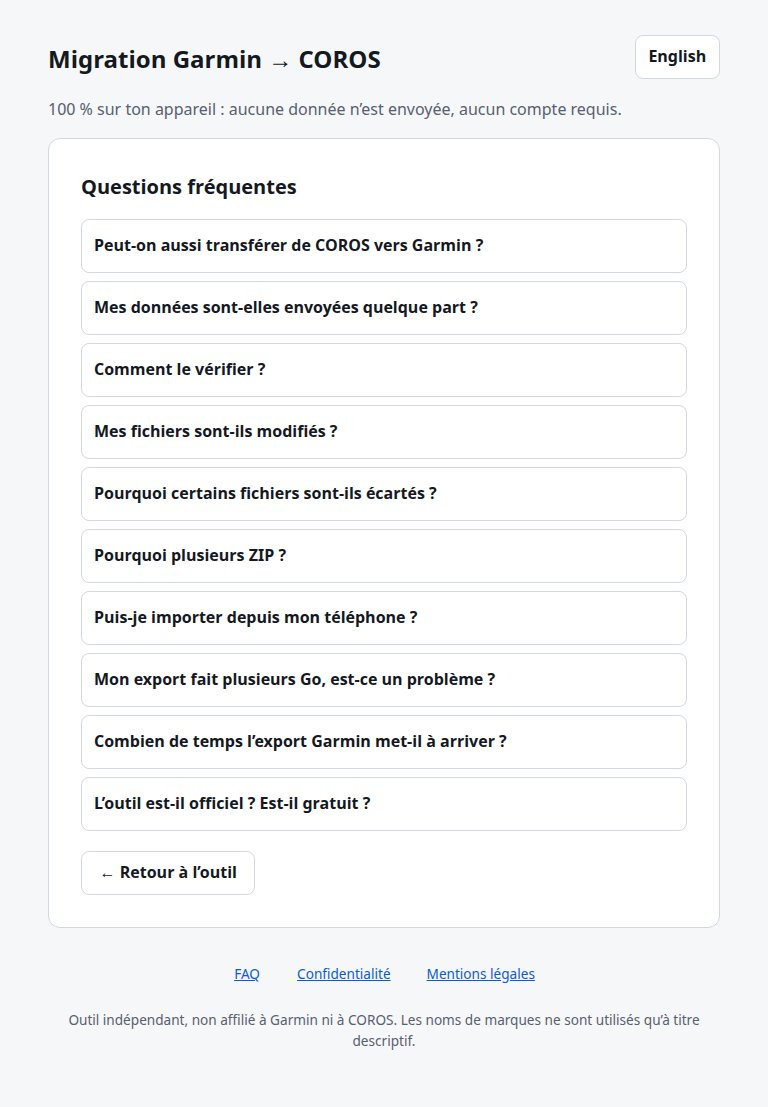 Migration Garmin → COROS
English
100 % sur ton appareil : aucune donnée n’est envoyée, aucun compte requis.
Questions fréquentes
Peut-on aussi transférer de COROS vers Garmin ?
Mes données sont-elles envoyées quelque part ?
Comment le vérifier ?
Mes fichiers sont-ils modifiés ?
Pourquoi certains fichiers sont-ils écartés ?
Pourquoi plusieurs ZIP ?
Puis-je importer depuis mon téléphone ?
Mon export fait plusieurs Go, est-ce un problème ?
Combien de temps l’export Garmin met-il à arriver ?
L’outil est-il officiel ? Est-il gratuit ?
← Retour à l’outil
FAQ Confidentialité Mentions légales
Outil indépendant, non affilié à Garmin ni à COROS. Les noms de marques ne sont utilisés qu’à titre
descriptif.